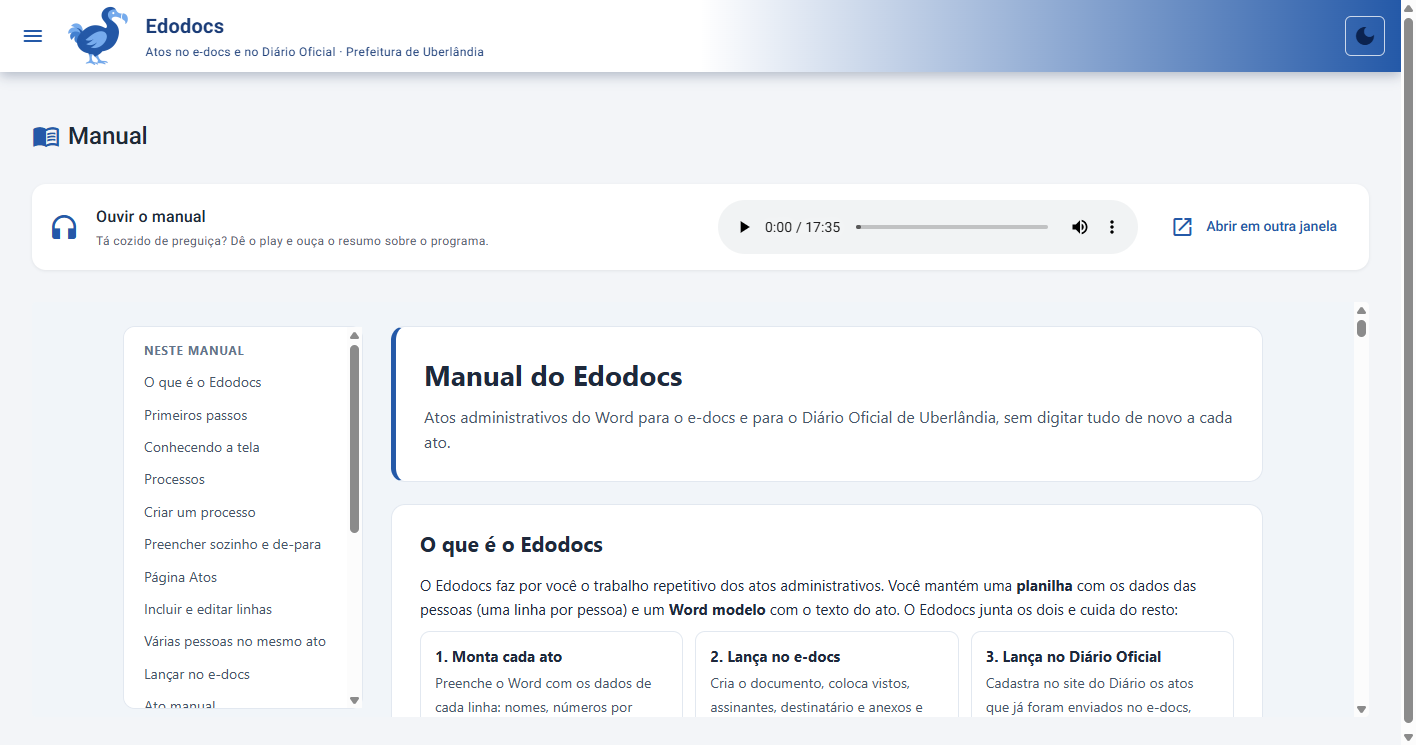 Edodocs
Atos no e-docs e no Diário Oficial · Prefeitura de Uberlândia
Manual
Ouvir o manual
Tá cozido de preguiça? Dê o play e ouça o resumo sobre o programa.
0:00 / 17:35
Abrir em outra janela
NESTE MANUAL
O que é o Edodocs
Primeiros passos
Conhecendo a tela
Processos
Criar um processo
Preencher sozinho e de-para
Página Atos
Incluir e editar linhas
Várias pessoas no mesmo ato
Lançar no e-docs
Ato manual
Manual do Edodocs
Atos administrativos do Word para o e-docs e para o Diário Oficial de Uberlândia, sem digitar tudo de novo a cada
ato.
O que é o Edodocs
O Edodocs faz por você o trabalho repetitivo dos atos administrativos. Você mantém uma planilha com os dados das
pessoas (uma linha por pessoa) e um Word modelo com o texto do ato. O Edodocs junta os dois e cuida do resto:
1. Monta cada ato
Preenche o Word com os dados de
cada linha: nomes, números por
2. Lança no e-docs
Cria o documento, coloca vistos,
assinantes, destinatário e anexos e
3. Lança no Diário Oficial
Cadastra no site do Diário os atos
que já foram enviados no e-docs,